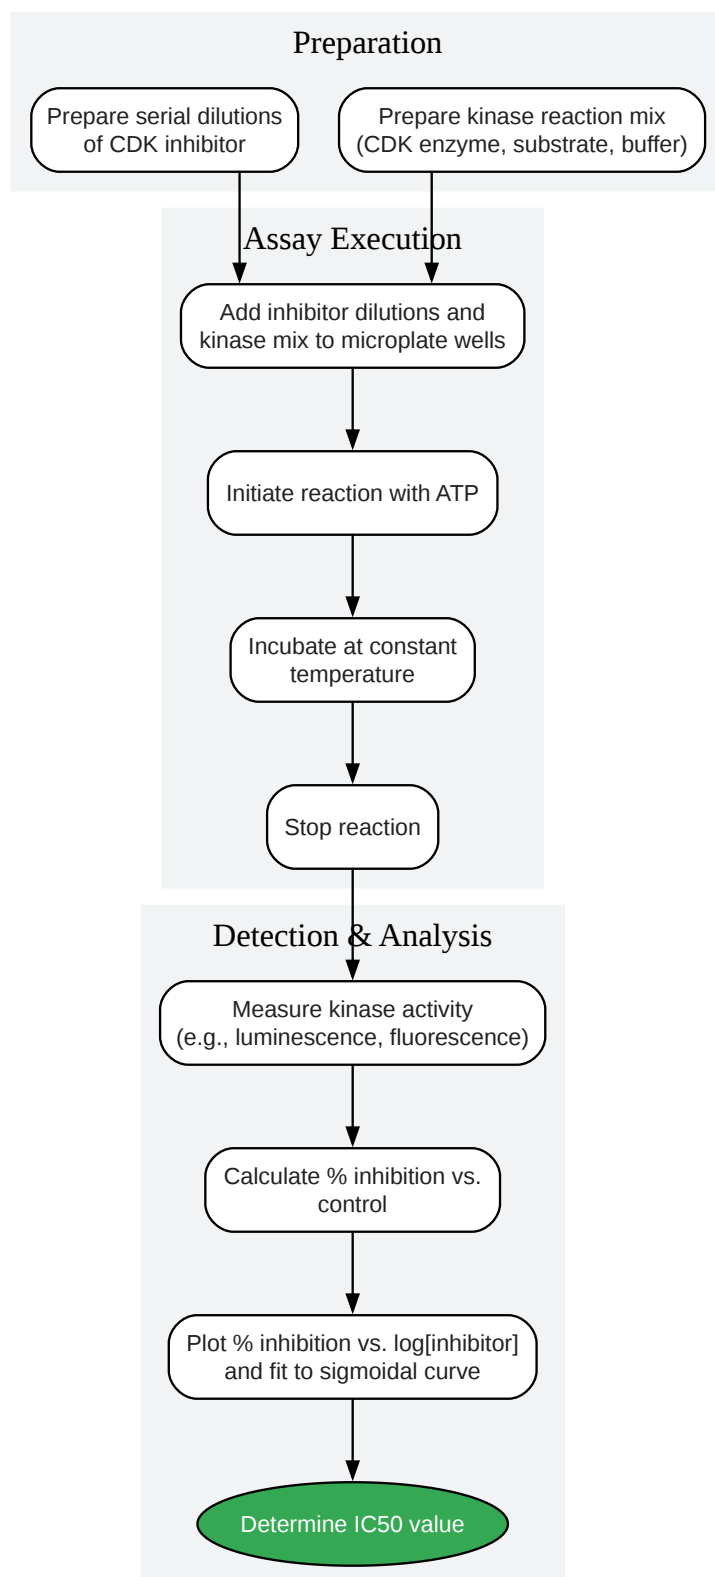 Preparation
Prepare serial dilutions
of CDK inhibitor
Prepare kinase reaction mix
(CDK enzyme, substrate, buffer)
Assay Execution
Add inhibitor dilutions and
kinase mix to microplate wells
Initiate reaction with ATP
Incubate at constant
temperature
Stop reaction
Detection & Analysis
Measure kinase activity
(e.g., luminescence, fluorescence)
Calculate % inhibition vs.
control
Plot % inhibition vs. log[inhibitor]
and fit to sigmoidal curve
Determine IC50 value